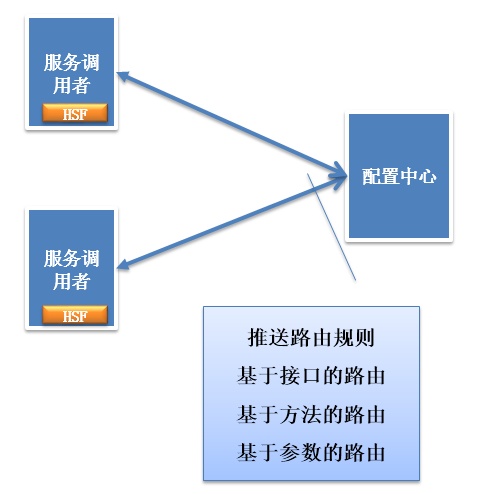 服务调
用者
HSF
配置中心
服务调
用者
HSF
推送路由规则
基于接口的路由
基于方法的路由
基于参数的路由